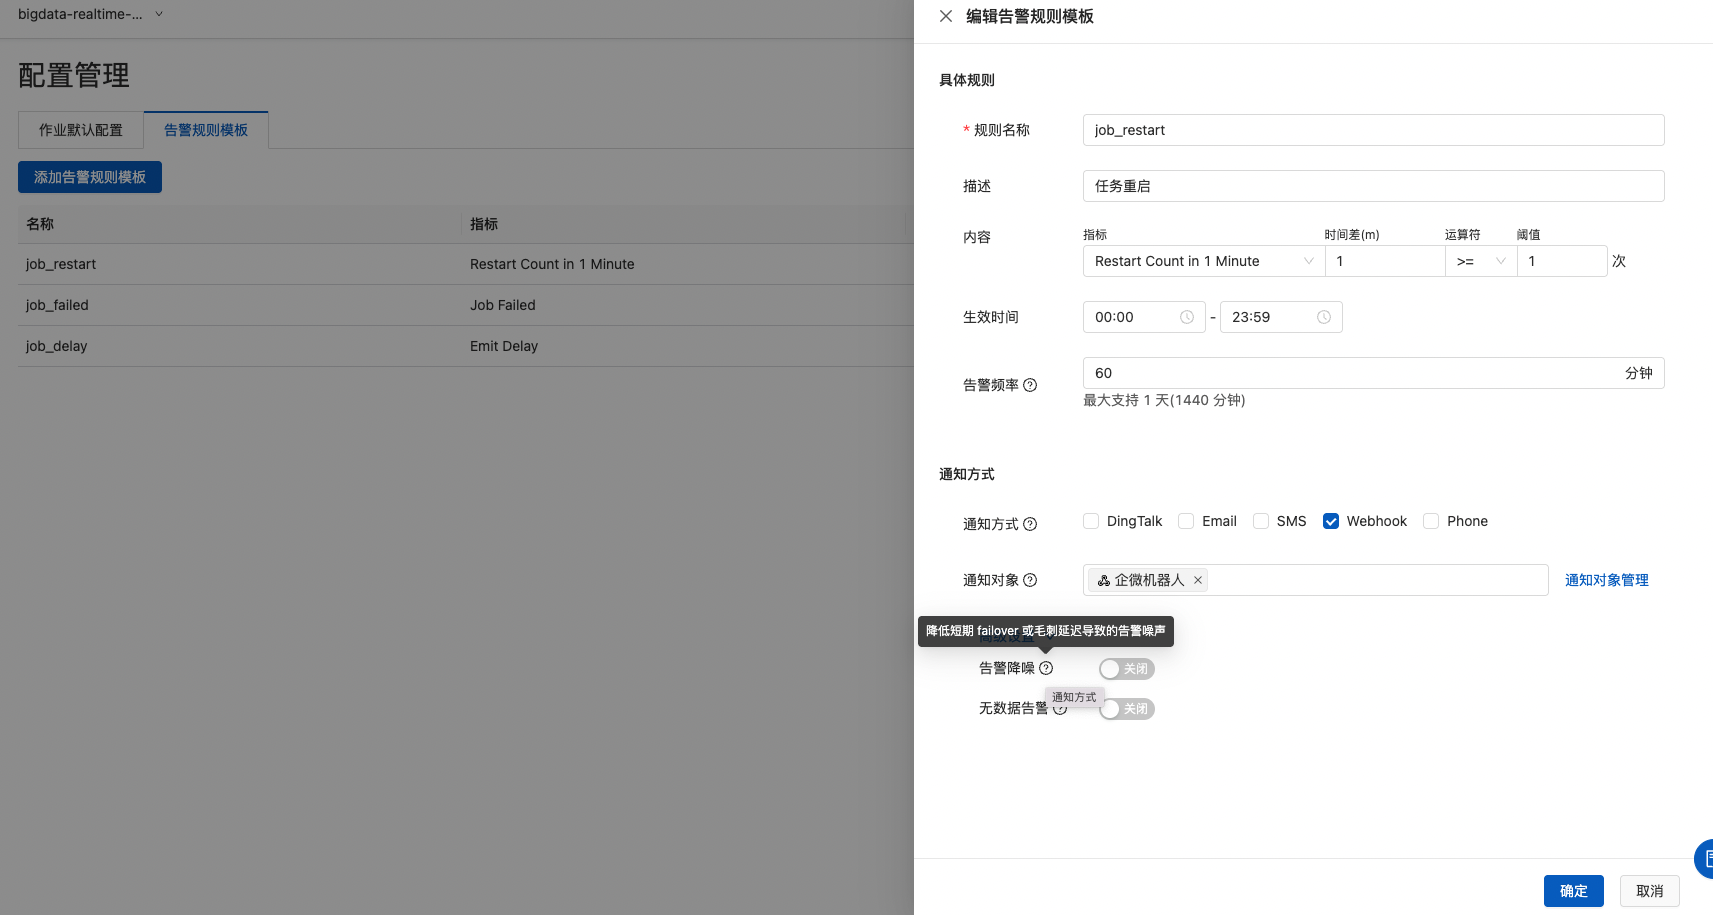 bigdata-realtime-...
配置管理
作业默认配置
告警规则模板
添加告警规则模板
名称
指标
job_restart
Restart Count in 1 Minute
job_failed
Job Failed
job_delay
Emit Delay
编辑告警规则模板
具体规则
* 规则名称
job_restart
描述
任务重启
内容
指标
时间差(m)
运算符
阈值
Restart Count in 1 Minute
1
>=
1
次
生效时间
00:00
-
23:59
告警频率
60
分钟
最大支持 1 天(1440 分钟)
通知方式
通知方式
DingTalk
Email
SMS
Webhook
Phone
通知对象
企微机器人
通知对象管理
降低短期 failover 或毛刺延迟导致的告警噪声
告警降噪
关闭
通知方式
无数据告警
关闭
确定
取消